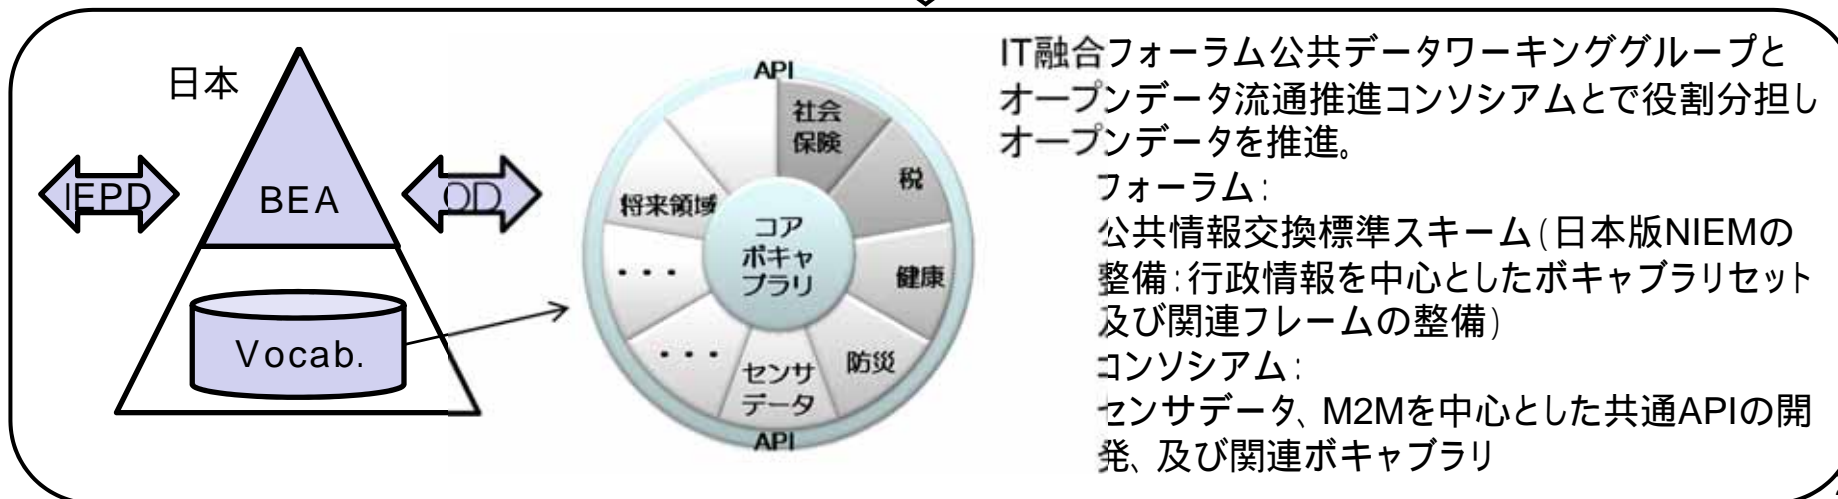 日本
IEPD
BEA
OD
Vocab.
API
社会
保険
税
健康
防災
センサ
データ
・・・
・・・
将来領域
コア
ボキャ
ブラリ
API
IT融合フォーラム公共データワーキンググループと
オープンデータ流通推進コンソシアムとで役割分担し
オープンデータを推進。
フォーラム：
公共情報交換標準スキーム(日本版NIEMの
整備：行政情報を中心としたボキャブラリセット
及び関連フレームの整備)
コンソシアム：
センサデータ、M2Mを中心とした共通APIの開
発、及び関連ボキャブラリ